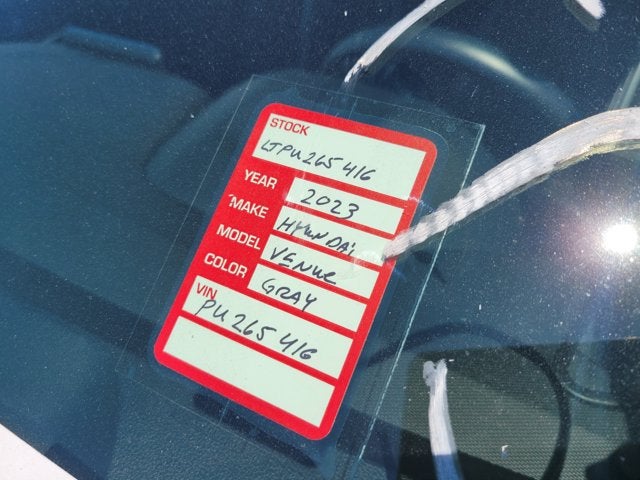 STOCK
LTPU265416
YEAR 2023
MAKE HYUNDAI
MODEL VENUE
COLOR GRAY
VIN
PU265416